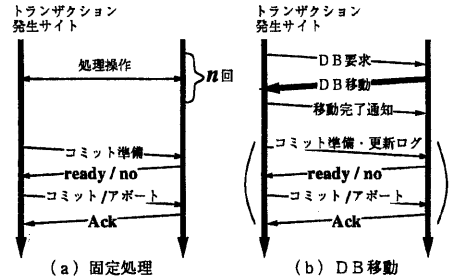 トランザクション
発生サイト
処理操作
n回
コミット準備
ready / no
コミット/アボート
Ack
(a) 固定処理
トランザクション
発生サイト
DB要求
DB移動
移動完了通知
コミット準備・更新ログ
ready / no
コミット/アボート
Ack
(b) DB移動